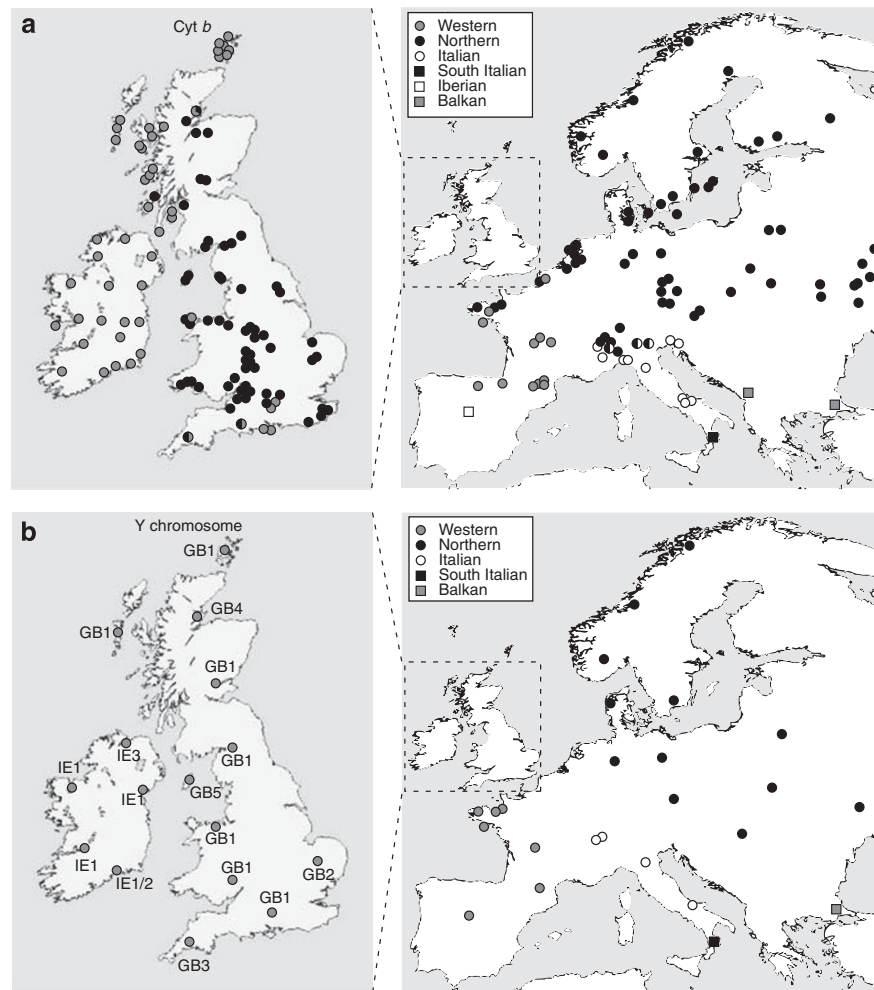 a
Cyt b
Western
Northern
Italian
South Italian
Iberian
Balkan
b
Y chromosome
GB1
GB4
GB1
GB1
IE3
GB1
IE1
GB5
IE1
GB1
IE1
GB2
GB1
IE1/2
GB1
GB3
Western
Northern
Italian
South Italian
Balkan